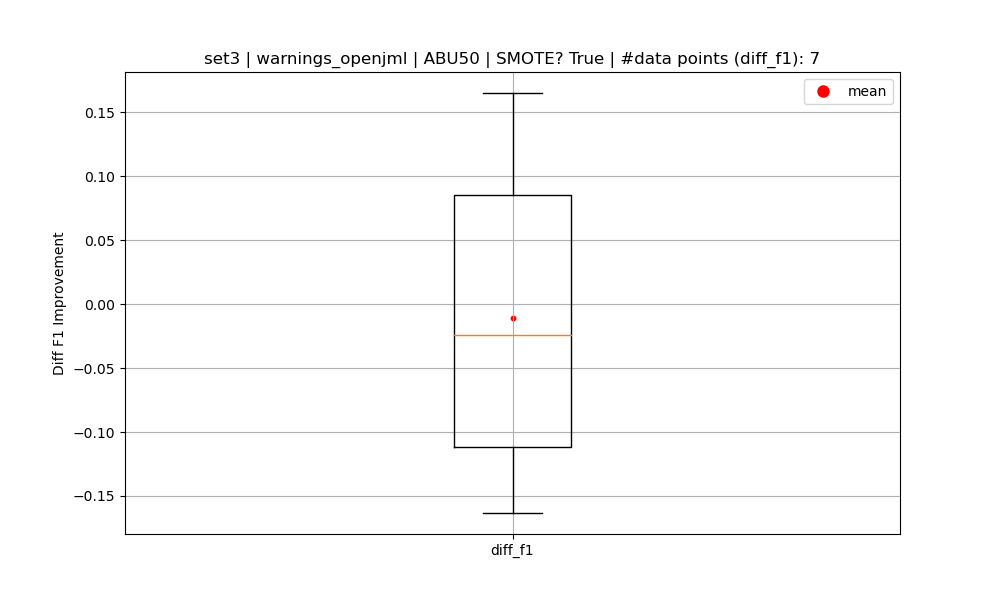 set3 | warnings_openjml | ABU50 | SMOTE? True | #data points (diff_f1): 7
mean
0.15
0.10
0.05
0.00
−0.05
−0.10
−0.15
Diff F1 Improvement
diff_f1